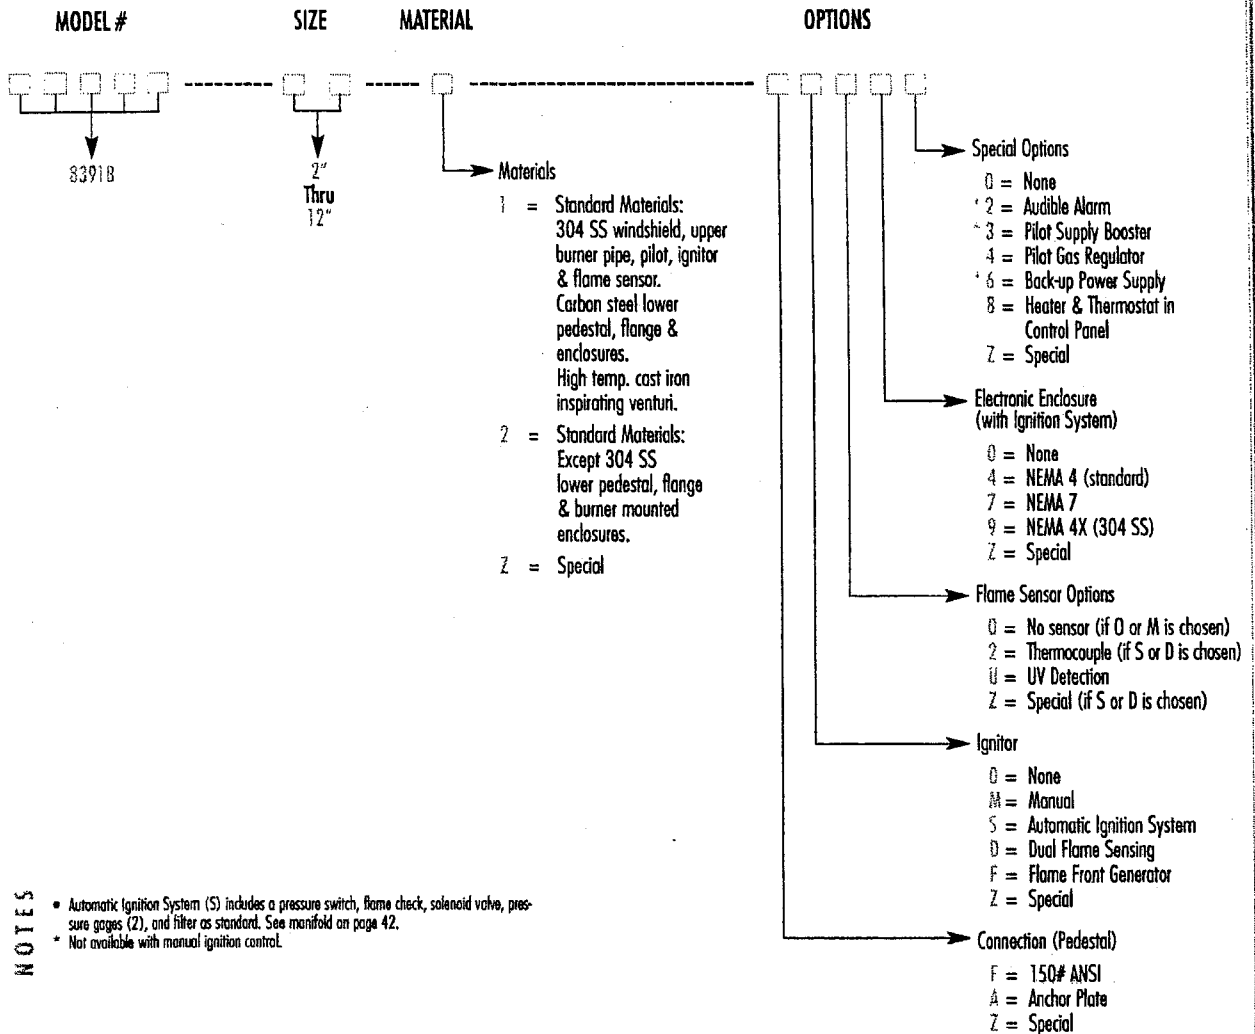 MODEL # SIZE MATERIAL OPTIONS
8391B
2"
Thru
12"
Materials
1 = Standard Materials:
304 SS windshield, upper
burner pipe, pilot, ignitor
& flame sensor.
Carbon steel lower
pedestal, flange &
enclosures.
High temp. cast iron
inspirating venturi.
2 = Standard Materials:
Except 304 SS
lower pedestal, flange
& burner mounted
enclosures.
Z = Special
Special Options
0 = None
* 2 = Audible Alarm
* 3 = Pilot Supply Booster
4 = Pilot Gas Regulator
* 6 = Back-up Power Supply
8 = Heater & Thermostat in
Control Panel
Z = Special
Electronic Enclosure
(with Ignition System)
0 = None
4 = NEMA 4 (standard)
7 = NEMA 7
9 = NEMA 4X (304 SS)
Z = Special
Flame Sensor Options
0 = No sensor (if O or M is chosen)
2 = Thermocouple (if S or D is chosen)
U = UV Detection
Z = Special (if S or D is chosen)
Ignitor
0 = None
M = Manual
S = Automatic Ignition System
D = Dual Flame Sensing
F = Flame Front Generator
Z = Special
Connection (Pedestal)
F = 150# ANSI
A = Anchor Plate
Z = Special
NOTES
• Automatic Ignition System (S) includes a pressure switch, flame check, solenoid valve, pres-
sure gages (2), and filter as standard. See manifold on page 42.
* Not available with manual ignition control.